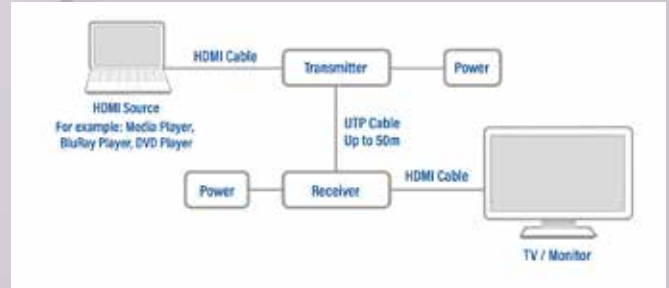 HDMI Cable
Transmitter
Power
HDMI Source
For example: Media Player,
BluRay Player, DVD Player
UTP Cable
Up to 50m
Power
Receiver
HDMI Cable
TV / Monitor